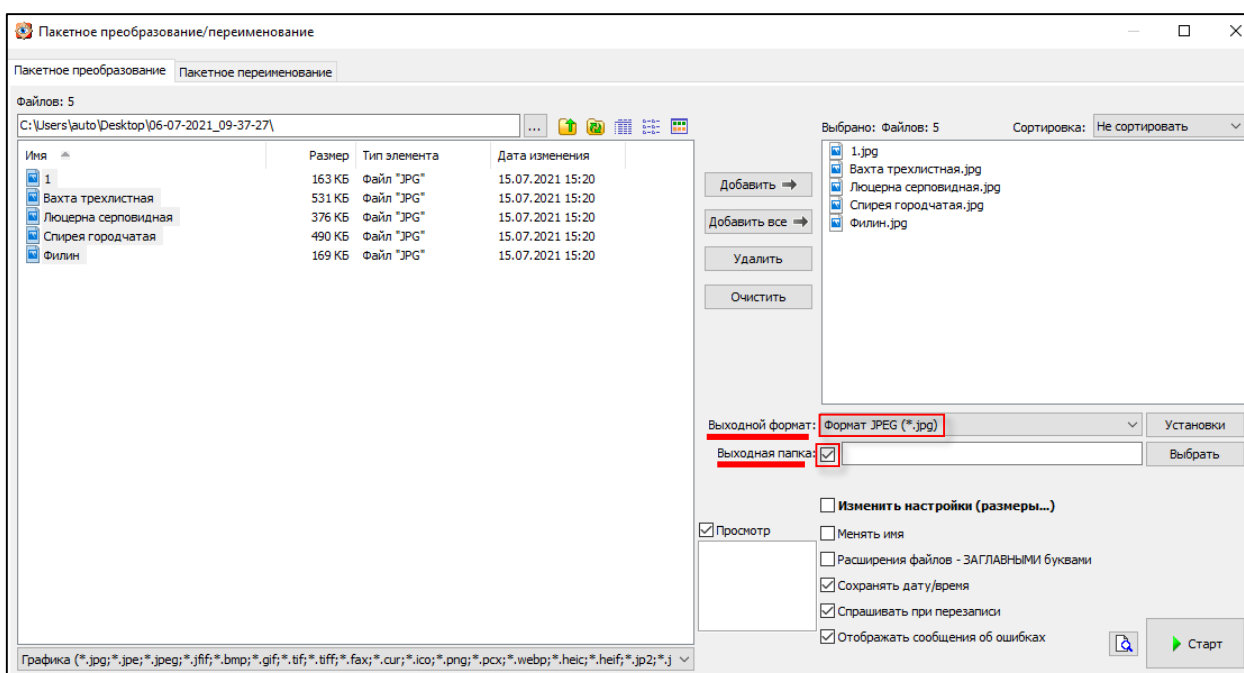 Пакетное преобразование/переименование
Пакетное преобразование Пакетное переименование
Файлов: 5
C:\Users\auto\Desktop\06-07-2021_09-37-27\ ...
Имя Размер Тип элемента Дата изменения
1 163 КБ Файл "JPG" 15.07.2021 15:20
Вахта трехлистная 531 КБ Файл "JPG" 15.07.2021 15:20
Люцерна серповидная 376 КБ Файл "JPG" 15.07.2021 15:20
Спирея городчатая 490 КБ Файл "JPG" 15.07.2021 15:20
Филин 169 КБ Файл "JPG" 15.07.2021 15:20
Графика (*.jpg;*.jpe;*.jpeg;*.jfif;*.bmp;*.gif;*.tif;*.tiff;*.fax;*.cur;*.ico;*.png;*.pcx;*.webp;*.heic;*.heif;*.jp2;*.j
Добавить
Добавить все
Удалить
Очистить
Выбрано: Файлов: 5 Сортировка: Не сортировать
1.jpg
Вахта трехлистная.jpg
Люцерна серповидная.jpg
Спирея городчатая.jpg
Филин.jpg
Выходной формат: Формат JPEG (*.jpg) Установки
Выходная папка: Выбрать
Просмотр
Изменить настройки (размеры...)
Менять имя
Расширения файлов - ЗАГЛАВНЫМИ буквами
Сохранять дату/время
Спрашивать при перезаписи
Отображать сообщения об ошибках
Старт